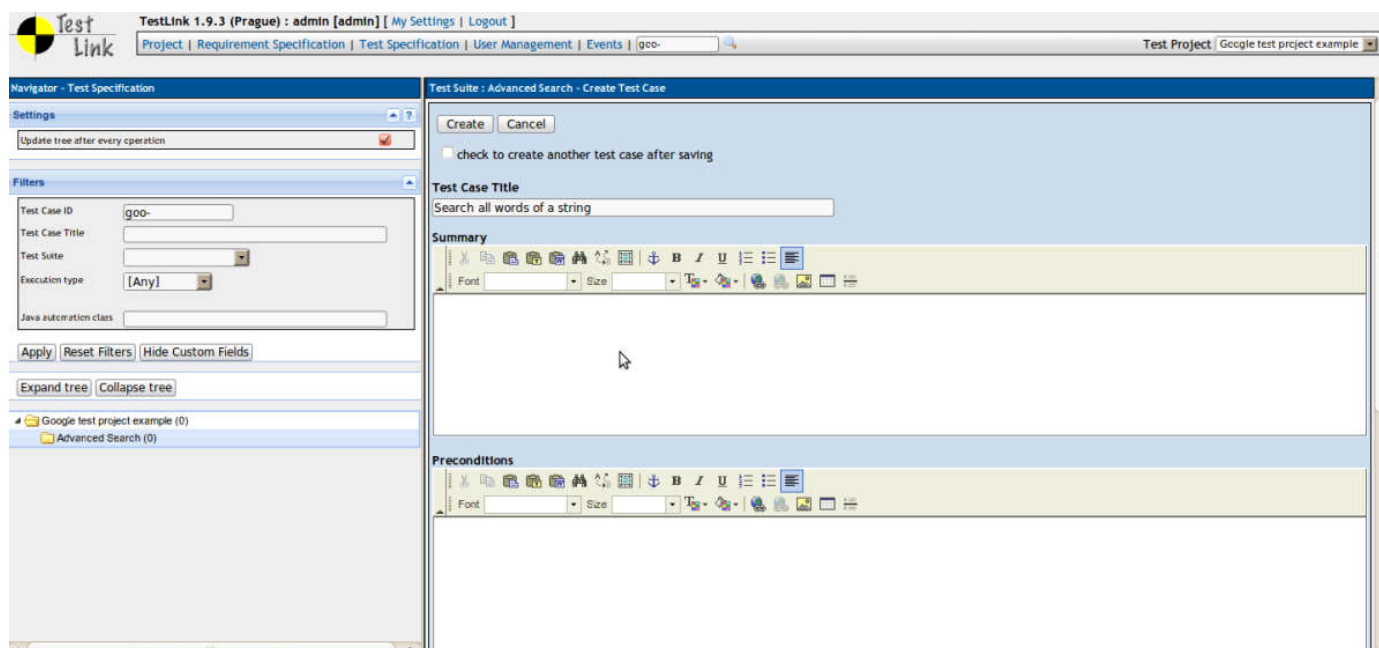 Test Link
TestLink 1.9.3 (Prague) : admin [admin] [ My Settings | Logout ]
Project | Requirement Specification | Test Specification | User Management | Events | goo-
Test Project Google test project example
Navigator - Test Specification
Settings
?
Update tree after every operation
Filters
Test Case ID goo-
Test Case Title
Test Suite
Execution type [Any]
Java automation class
Apply Reset Filters Hide Custom Fields
Expand tree Collapse tree
Google test project example (0)
Advanced Search (0)
Test Suite : Advanced Search - Create Test Case
Create Cancel
check to create another test case after saving
Test Case Title
Search all words of a string
Summary
B I U
Font Size
Preconditions
B I U
Font Size